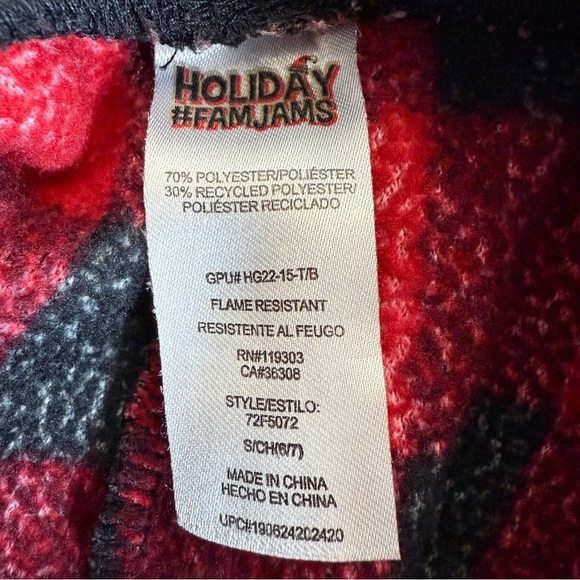 HOLIDAY
#FAMJAMS
70% POLYESTER/POLIÉSTER
30% RECYCLED POLYESTER/
POLIÉSTER RECICLADO
GPU# HG22-15-T/B
FLAME RESISTANT
RESISTENTE AL FEUGO
RN#119303
CA#36308
STYLE/ESTILO:
72F5072
S/CH(6/7)
MADE IN CHINA
HECHO EN CHINA
UPC#190624202420